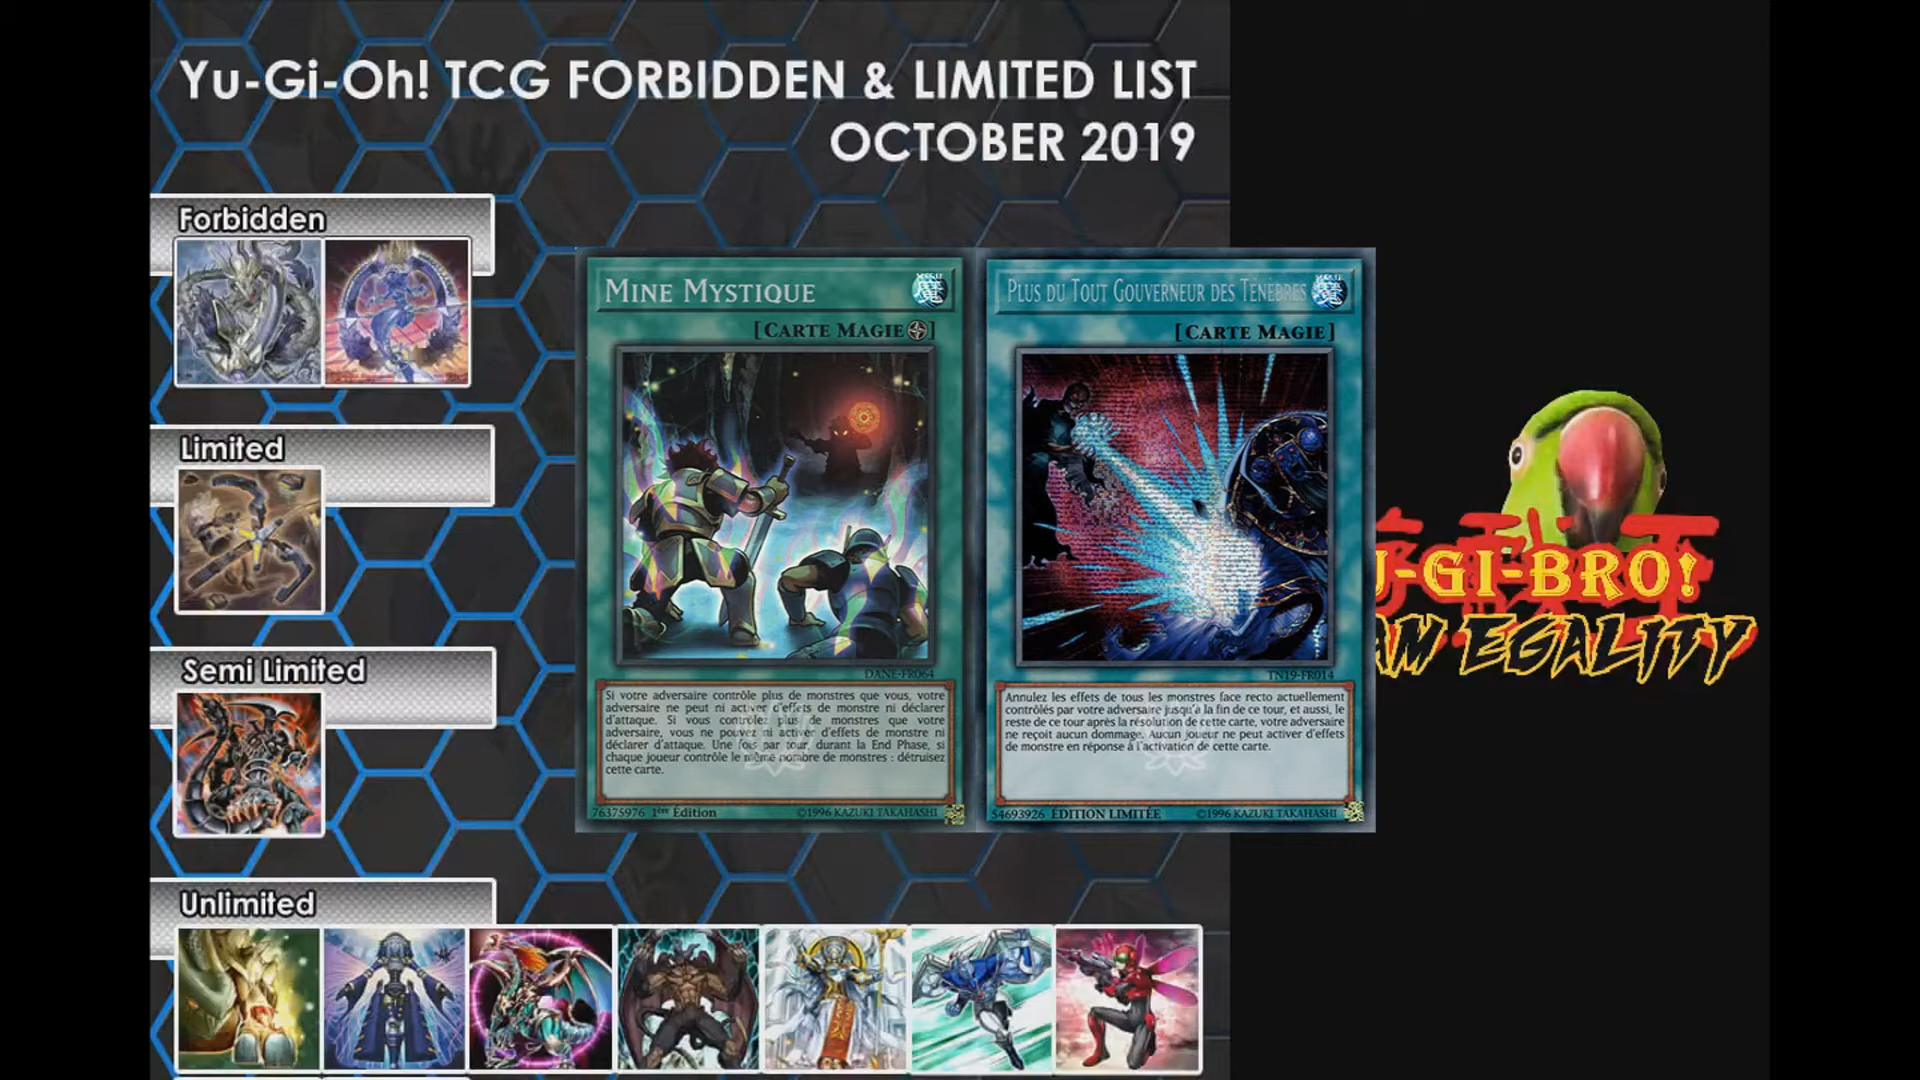 Yu-Gi-Oh! TCG FORBIDDEN & LIMITED LIST
OCTOBER 2019
Forbidden
Limited
Semi Limited
Unlimited
MINE MYSTIQUE
魔
[CARTE MAGIE]
DANE-FR064
Si votre adversaire contrôle plus de monstres que vous, votre
adversaire ne peut ni activer d'effets de monstre ni déclarer
d'attaque. Si vous contrôlez plus de monstres que votre
adversaire, vous ne pouvez ni activer d'effets de monstre ni
déclarer d'attaque. Une fois par tour, durant la End Phase, si
chaque joueur contrôle le même nombre de monstres : détruisez
cette carte.
76375976 1ère Édition ©1996 KAZUKI TAKAHASHI
PLUS DU TOUT GOUVERNEUR DES TÉNÈBRES
魔
[CARTE MAGIE]
TN19-FR014
Annulez les effets de tous les monstres face recto actuellement
contrôlés par votre adversaire jusqu'à la fin de ce tour, et aussi, le
reste de ce tour après la résolution de cette carte, votre adversaire
ne reçoit aucun dommage. Aucun joueur ne peut activer d'effets
de monstre en réponse à l'activation de cette carte.
54693926 ÉDITION LIMITÉE ©1996 KAZUKI TAKAHASHI
U-GI-BRO!
AM EGALITY